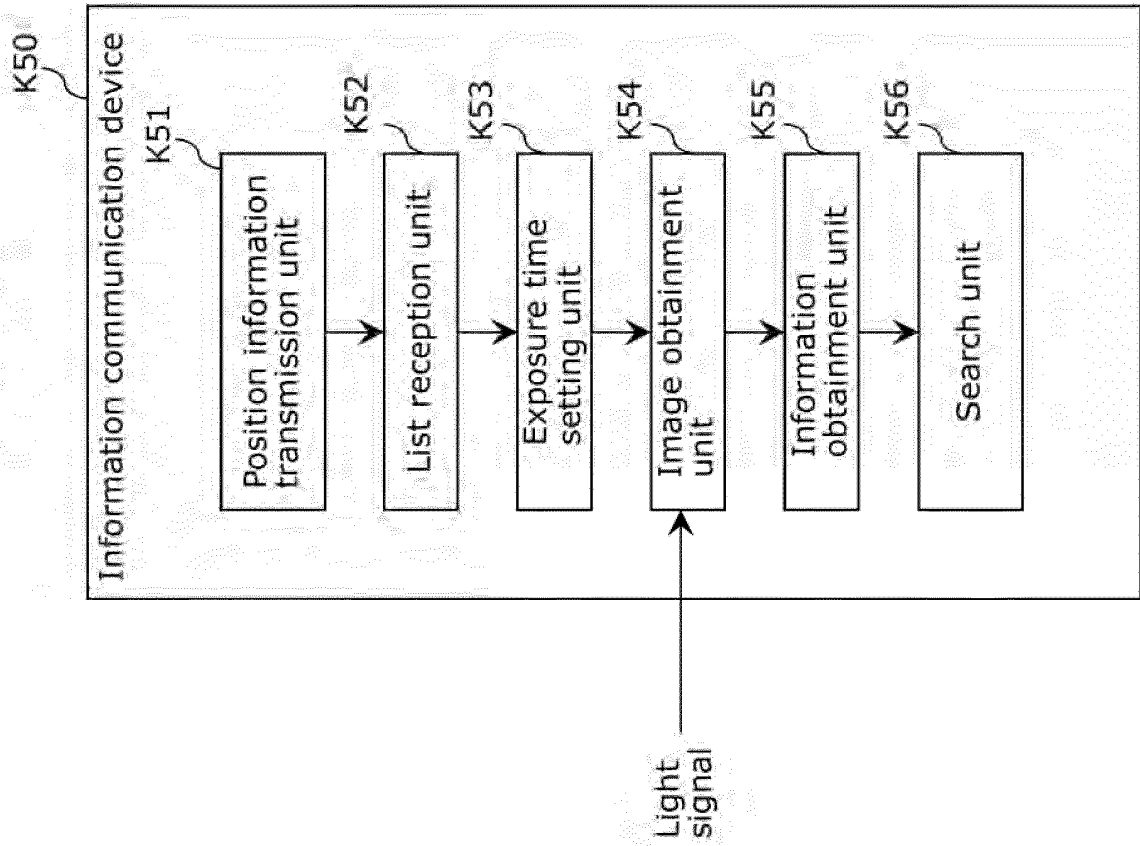 K50
Information communication device
K51
Position information
transmission unit
K52
List reception unit
K53
Exposure time
setting unit
K54
Image obtainment
unit
Light
signal
K55
Information
obtainment unit
K56
Search unit